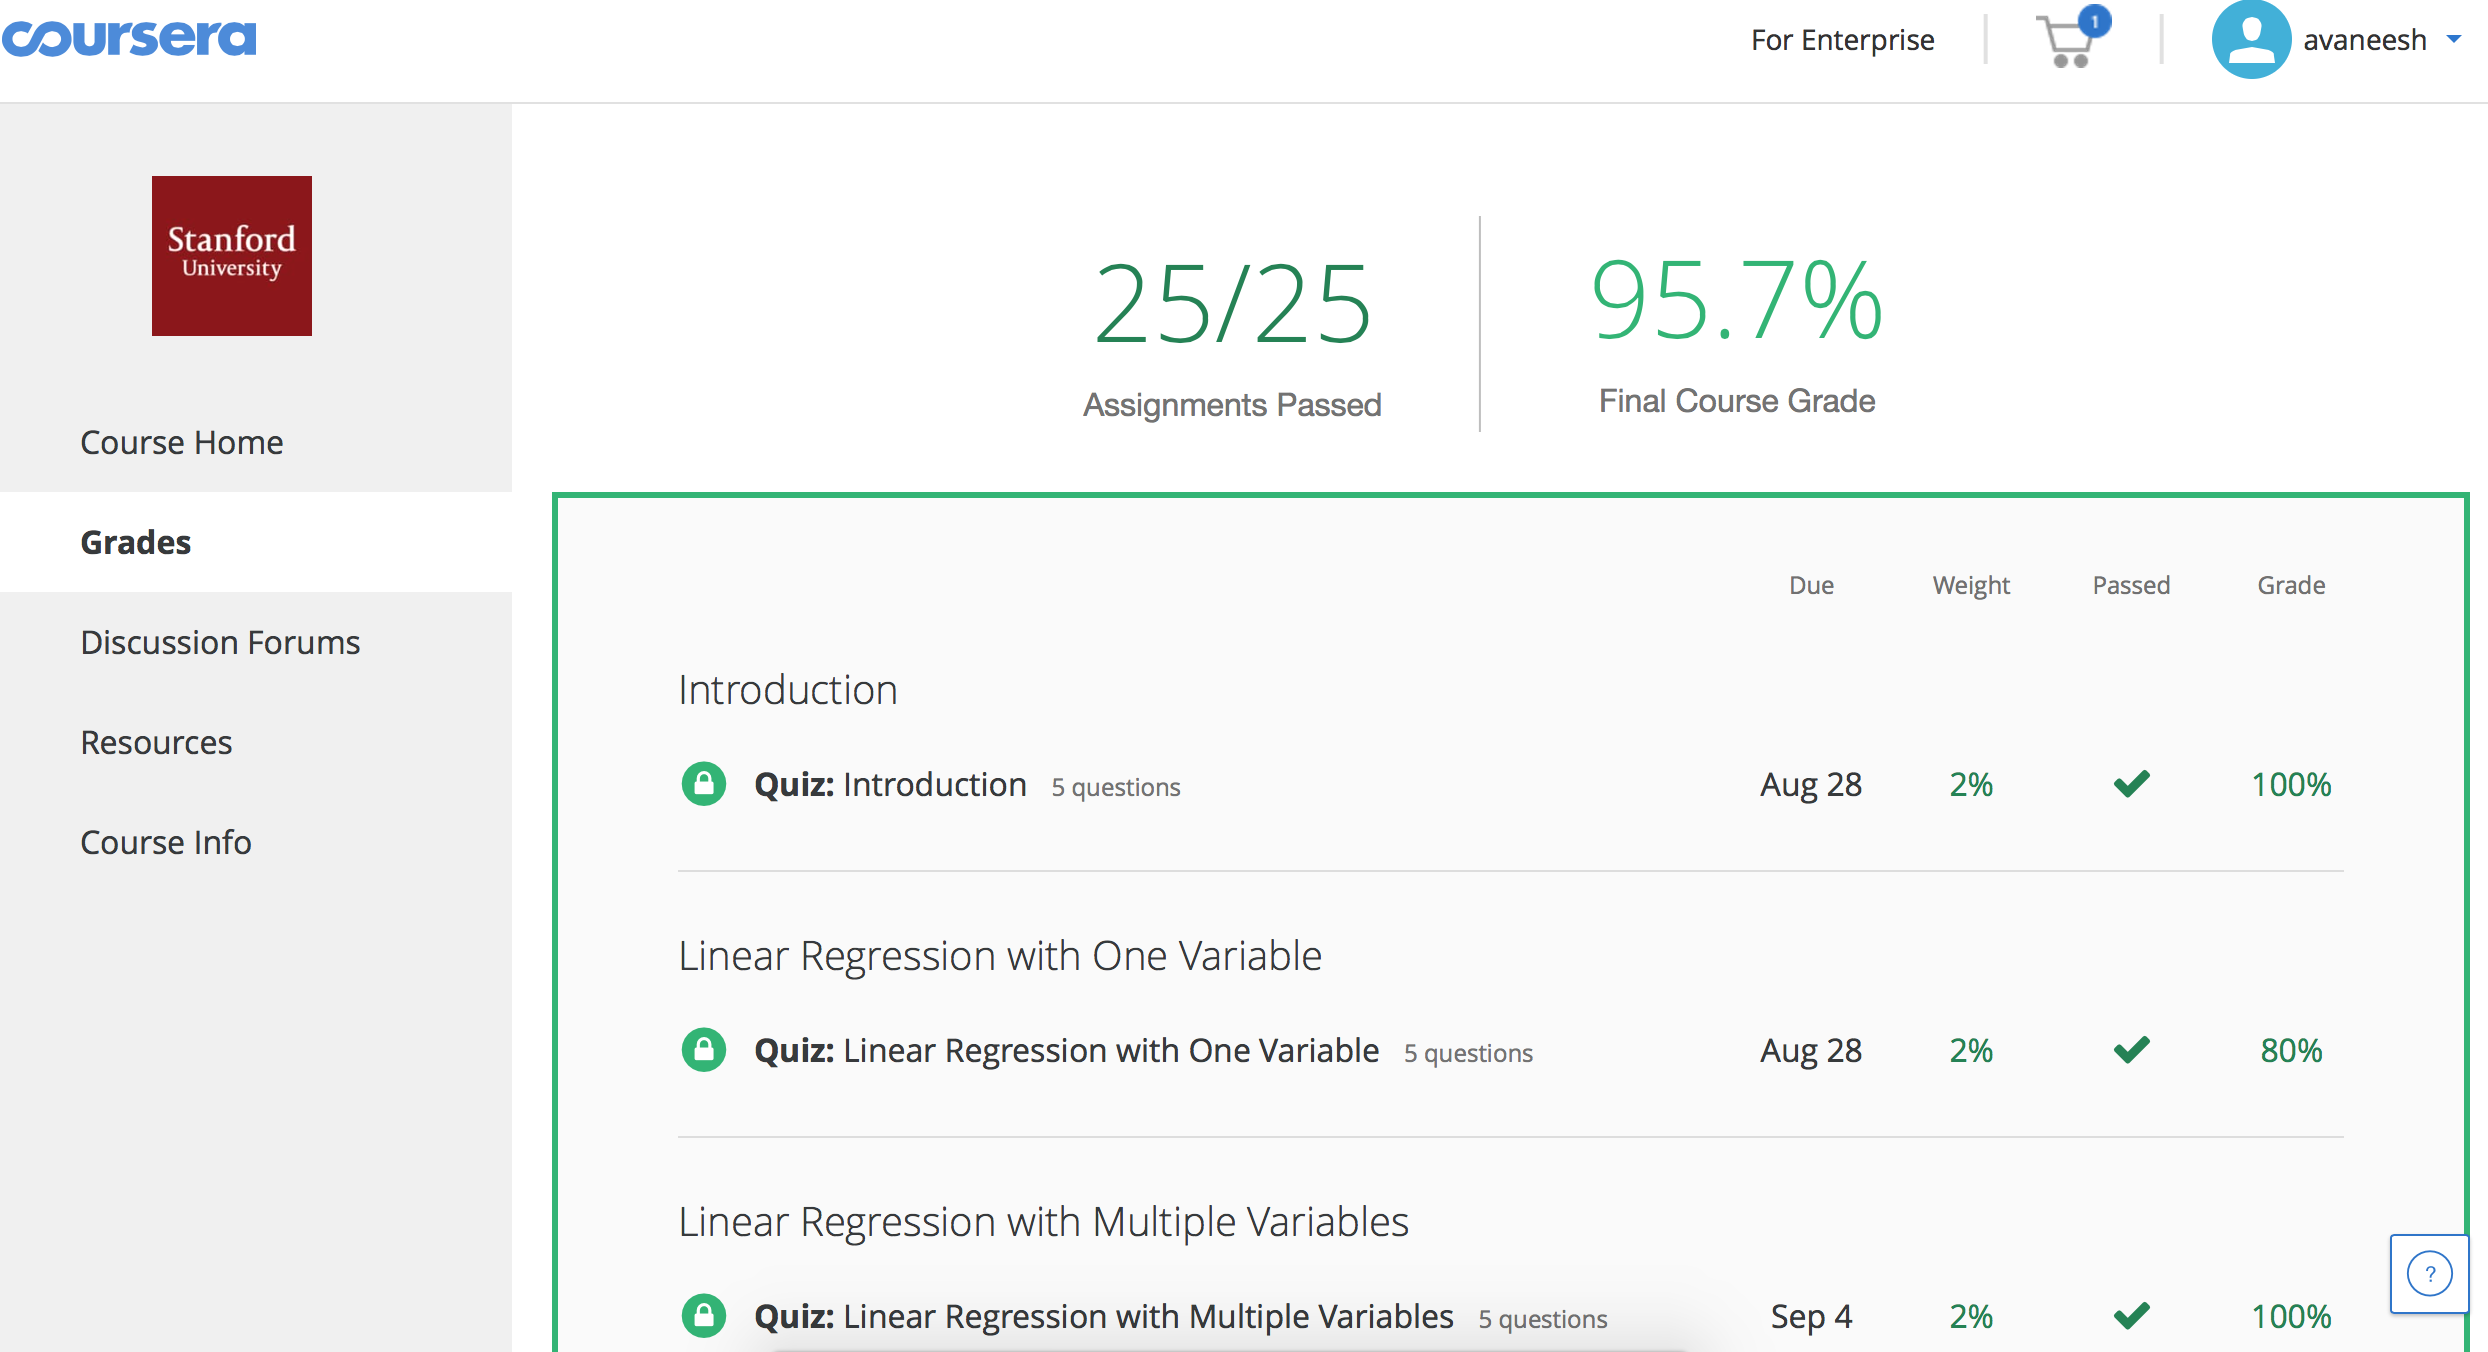 coursera
For Enterprise
1
avaneesh
Stanford
University
Course Home
Grades
Discussion Forums
Resources
Course Info
25/25
Assignments Passed
95.7%
Final Course Grade
Due Weight Passed Grade
Introduction
Quiz: Introduction 5 questions Aug 28 2% 100%
Linear Regression with One Variable
Quiz: Linear Regression with One Variable 5 questions Aug 28 2% 80%
Linear Regression with Multiple Variables
Quiz: Linear Regression with Multiple Variables 5 questions Sep 4 2% 100%
?